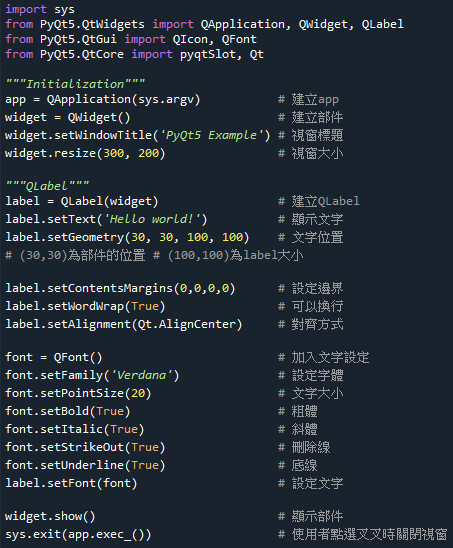 import sys
from PyQt5.QtWidgets import QApplication, QWidget, QLabel
from PyQt5.QtGui import QIcon, QFont
from PyQt5.QtCore import pyqtSlot, Qt
"""Initialization"""
app = QApplication(sys.argv) # 建立app
widget = QWidget() # 建立部件
widget.setWindowTitle('PyQt5 Example') # 視窗標題
widget.resize(300, 200) # 視窗大小
"""QLabel"""
label = QLabel(widget) # 建立QLabel
label.setText('Hello world!') # 顯示文字
label.setGeometry(30, 30, 100, 100) # 文字位置
# (30,30)為部件的位置 # (100,100)為label大小
label.setContentsMargins(0,0,0,0) # 設定邊界
label.setWordWrap(True) # 可以換行
label.setAlignment(Qt.AlignCenter) # 對齊方式
font = QFont() # 加入文字設定
font.setFamily('Verdana') # 設定字體
font.setPointSize(20) # 文字大小
font.setBold(True) # 粗體
font.setItalic(True) # 斜體
font.setStrikeOut(True) # 刪除線
font.setUnderline(True) # 底線
label.setFont(font) # 設定文字
widget.show() # 顯示部件
sys.exit(app.exec_()) # 使用者點選叉叉時關閉視窗